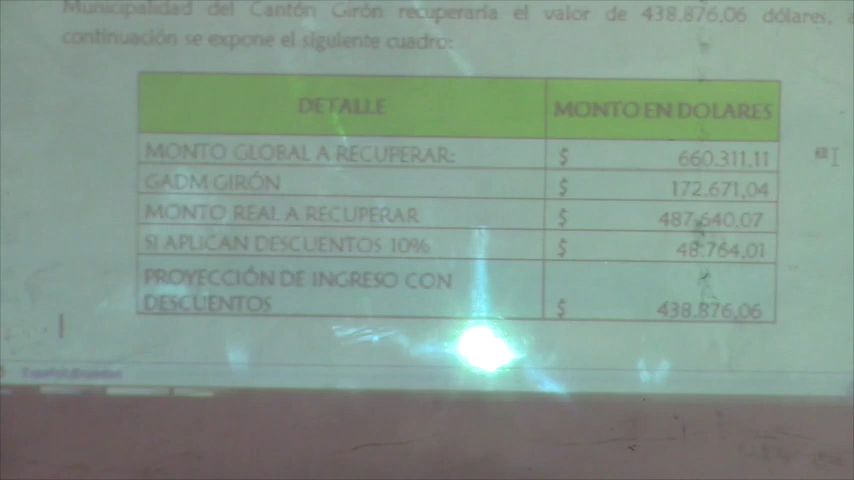 Municipalidad del Cantón Girón recuperaría el valor de 438.876,06 dólares, a
continuación se expone el siguiente cuadro:
DETALLE MONTO EN DOLARES
MONTO GLOBAL A RECUPERAR: $ 660.311,11
GADM GIRÓN $ 172.671,04
MONTO REAL A RECUPERAR $ 487.640,07
SI APLICAN DESCUENTOS 10% $ 48.764,01
PROYECCIÓN DE INGRESO CON
DESCUENTOS $ 438.876,06